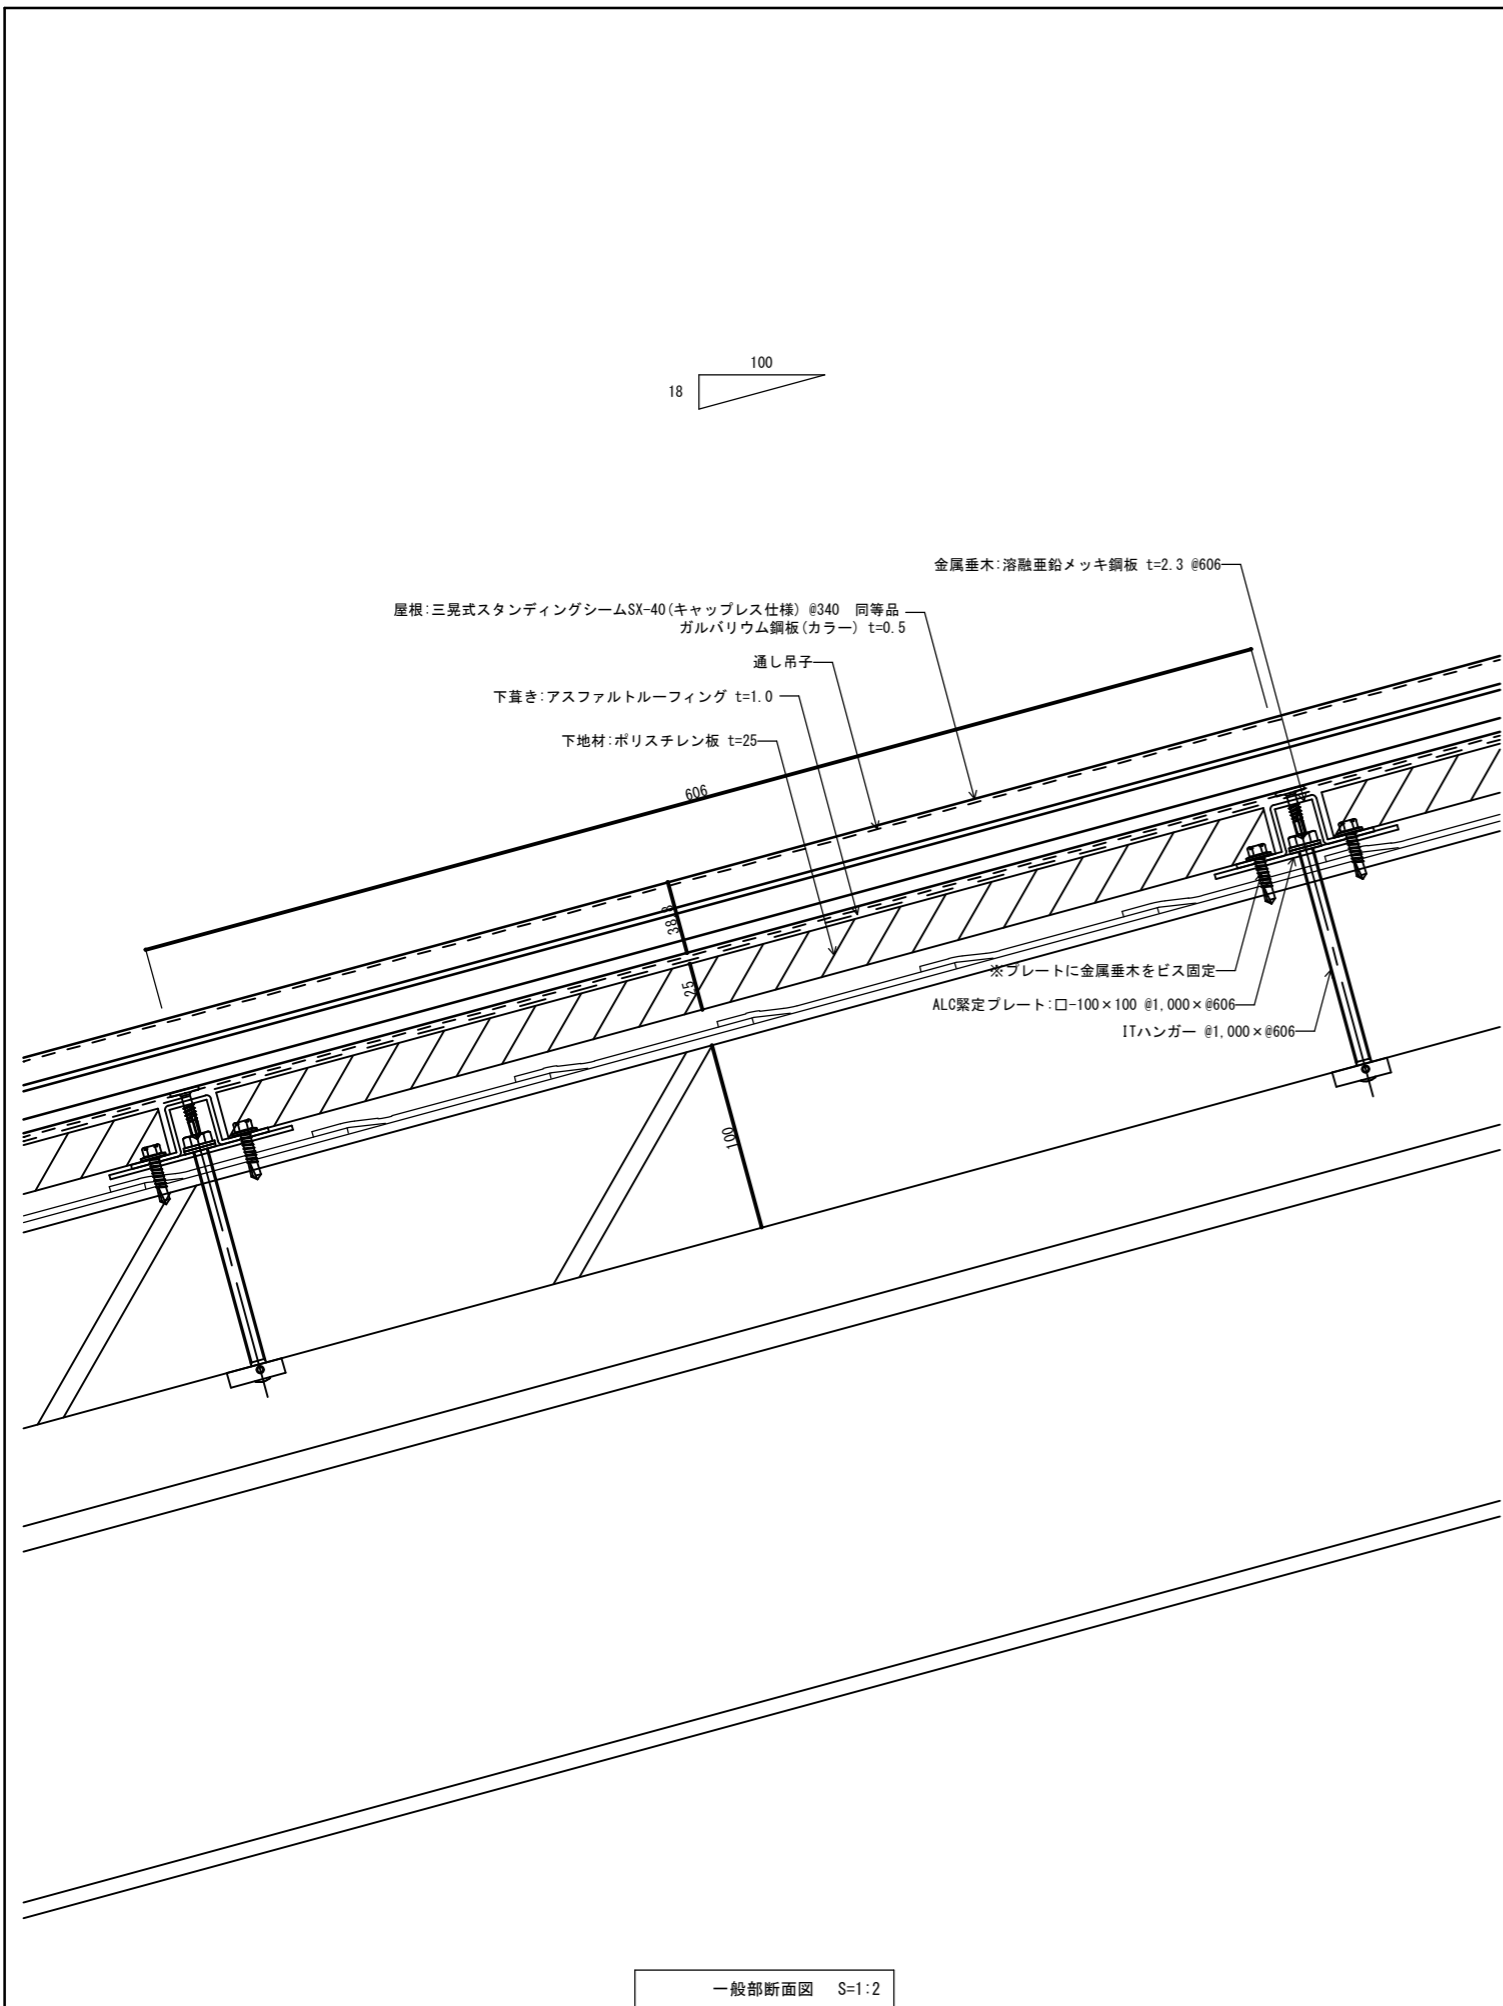 100
18
金属垂木:溶融亜鉛メッキ鋼板 t=2.3 @606
屋根:三晃式スタンディングシームSX-40(キャップレス仕様) @340 同等品
ガルバリウム鋼板(カラー) t=0.5
通し吊子
下葺き:アスファルトルーフィング t=1.0
下地材:ポリスチレン板 t=25
606
38.8
25
※プレートに金属垂木をビス固定
ALC緊定プレート:□-100×100 @1,000×@606
ITハンガー @1,000×@606
100
一般部断面図 S=1:2